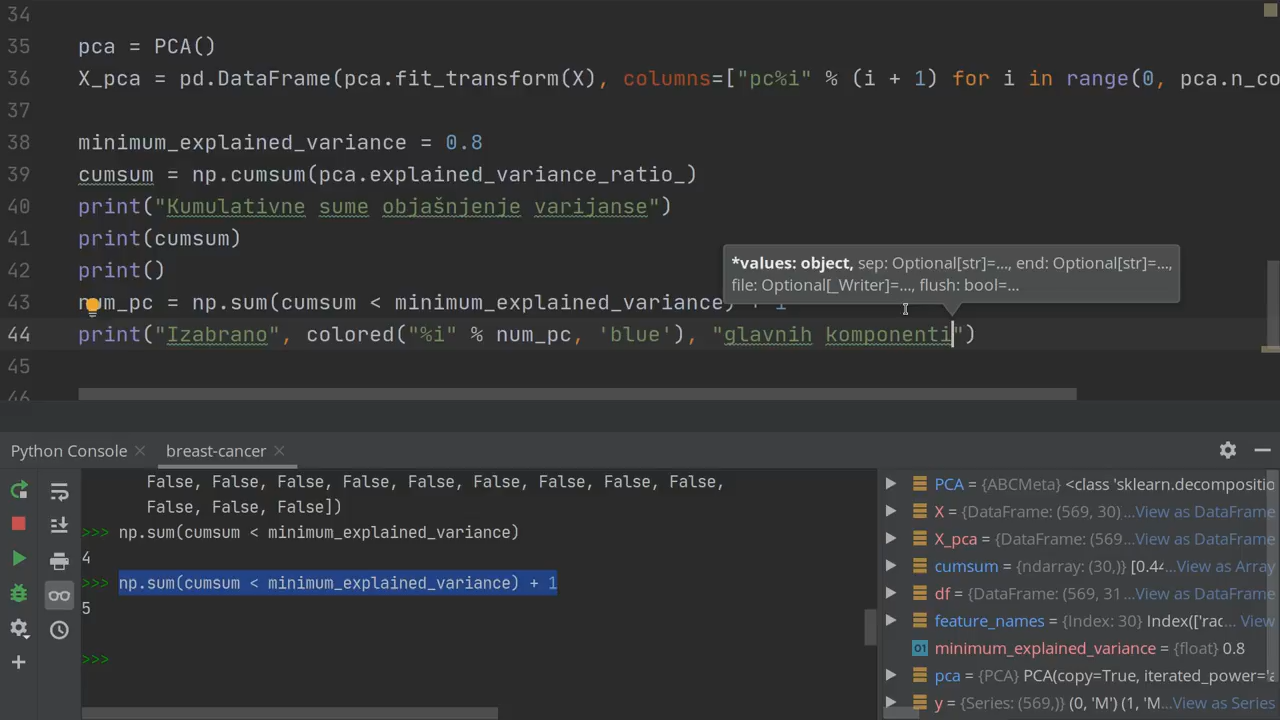 34
35 pca = PCA()
36 X_pca = pd.DataFrame(pca.fit_transform(X), columns=["pc%i" % (i + 1) for i in range(0, pca.n_co
37
38 minimum_explained_variance = 0.8
39 cumsum = np.cumsum(pca.explained_variance_ratio_)
40 print("Kumulativne sume objašnjenje varijanse")
41 print(cumsum)
42 print()
*values: object, sep: Optional[str]=..., end: Optional[str]=...,
file: Optional[_Writer]=..., flush: bool=...
43 num_pc = np.sum(cumsum < minimum_explained_variance) + 1
44 print("Izabrano", colored("%i" % num_pc, 'blue'), "glavnih komponenti")
45
46
Python Console breast-cancer
False, False, False, False, False, False, False, False, False,
False, False, False])
>>> np.sum(cumsum < minimum_explained_variance)
4
>>> np.sum(cumsum < minimum_explained_variance) + 1
5
>>>
PCA = {ABCMeta} <class 'sklearn.decompositio
X = {DataFrame: (569, 30) ...View as DataFrame
X_pca = {DataFrame: (569...View as DataFrame
cumsum = {ndarray: (30,)} [0.44...View as Array
df = {DataFrame: (569, 31...View as DataFrame
feature_names = {Index: 30} Index(['rac... View
01 minimum_explained_variance = {float} 0.8
pca = {PCA} PCA(copy=True, iterated_power='a
y = {Series: (569,)} (0, 'M') (1, 'M...View as Series